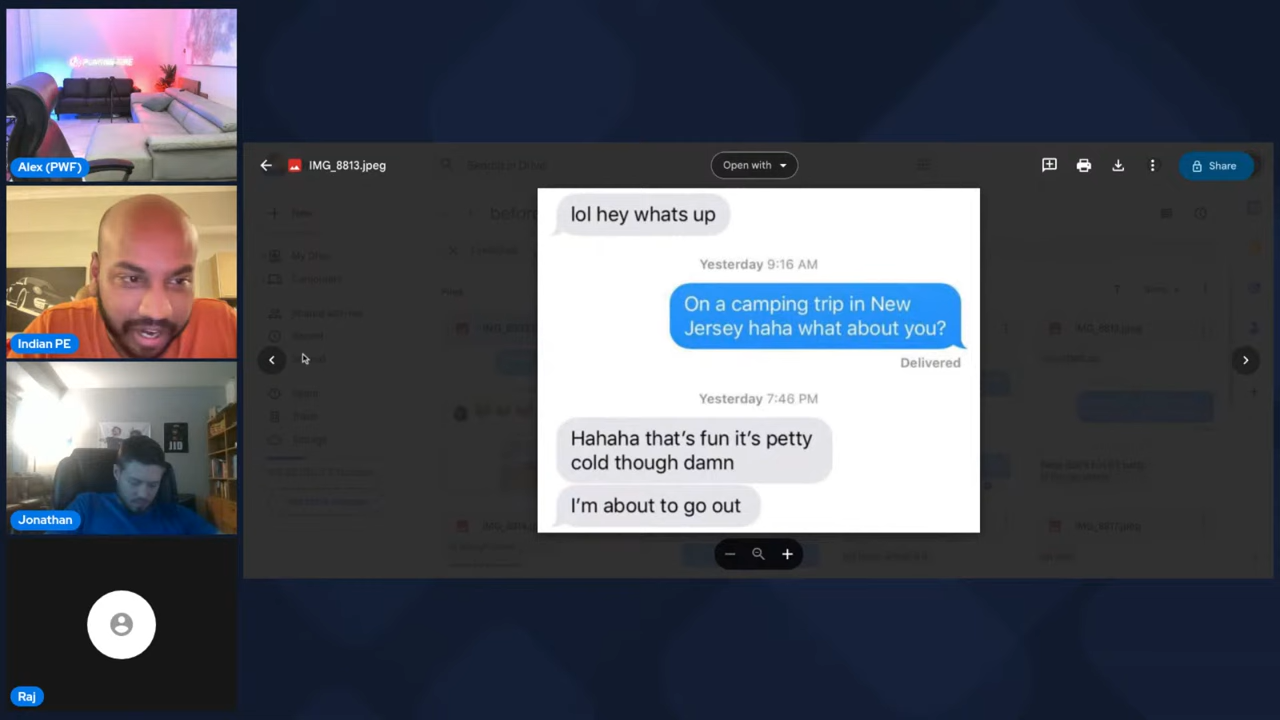 Alex (PWF)
Indian PE
Jonathan
JID
Raj
IMG_8813.jpeg
Open with
Share
New
lol hey whats up
Yesterday 9:16 AM
On a camping trip in New
Jersey haha what about you?
Delivered
Yesterday 7:46 PM
Hahaha that's fun it's petty
cold though damn
I'm about to go out